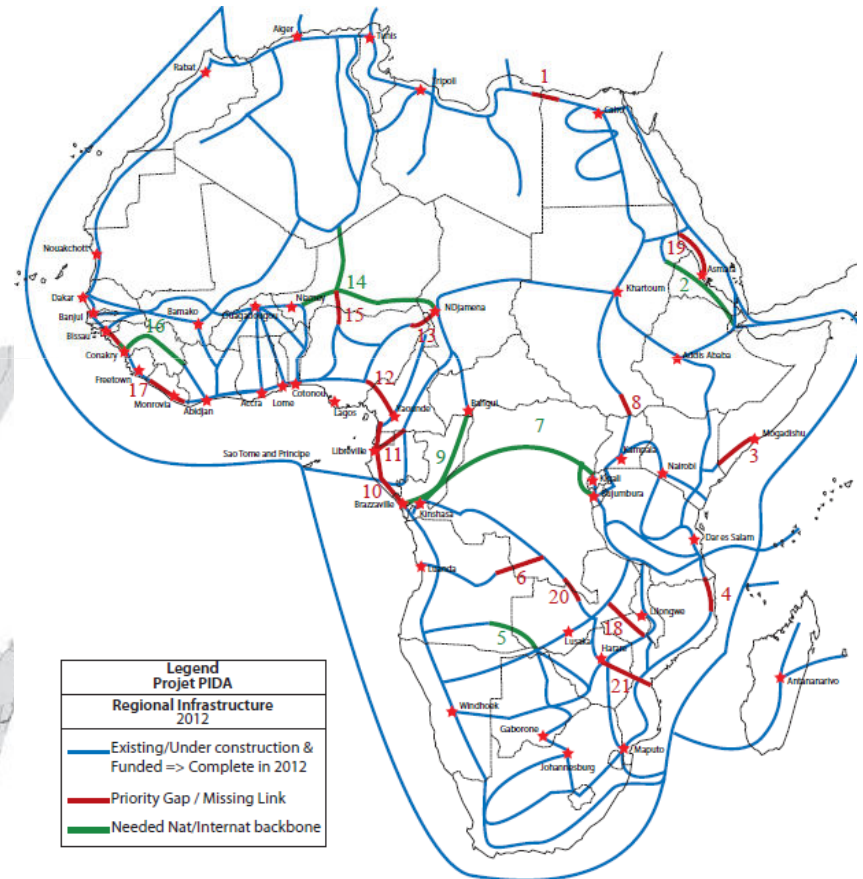 Alger
Tunis
Rabat
Tripoli
1
Cairo
Nouakchott
19
Asmara
2
Dakar
Banjul
Bamako
Ouagadougou
Niamey
14
15
NDjamena
Khartoum
Bissau
16
13
Conakry
Freetown
17
Monrovia
Abidjan
Accra
Lome
Cotonou
Lagos
12
Yaounde
Bangui
Addis Ababa
8
Mogadishu
3
Sao Tome and Principe
Libreville
11
9
7
Kampala
Nairobi
Kigali
Bujumbura
10
Brazzaville
Kinshasa
Dar es Salam
Luanda
6
20
4
18
Lilongwe
5
Lusaka
Harare
21
Antananarivo
Windhoek
Gaborone
Johannesburg
Maputo
Legend
Projet PIDA
Regional Infrastructure
2012
Existing/Under construction &
Funded => Complete in 2012
Priority Gap / Missing Link
Needed Nat/Internat backbone